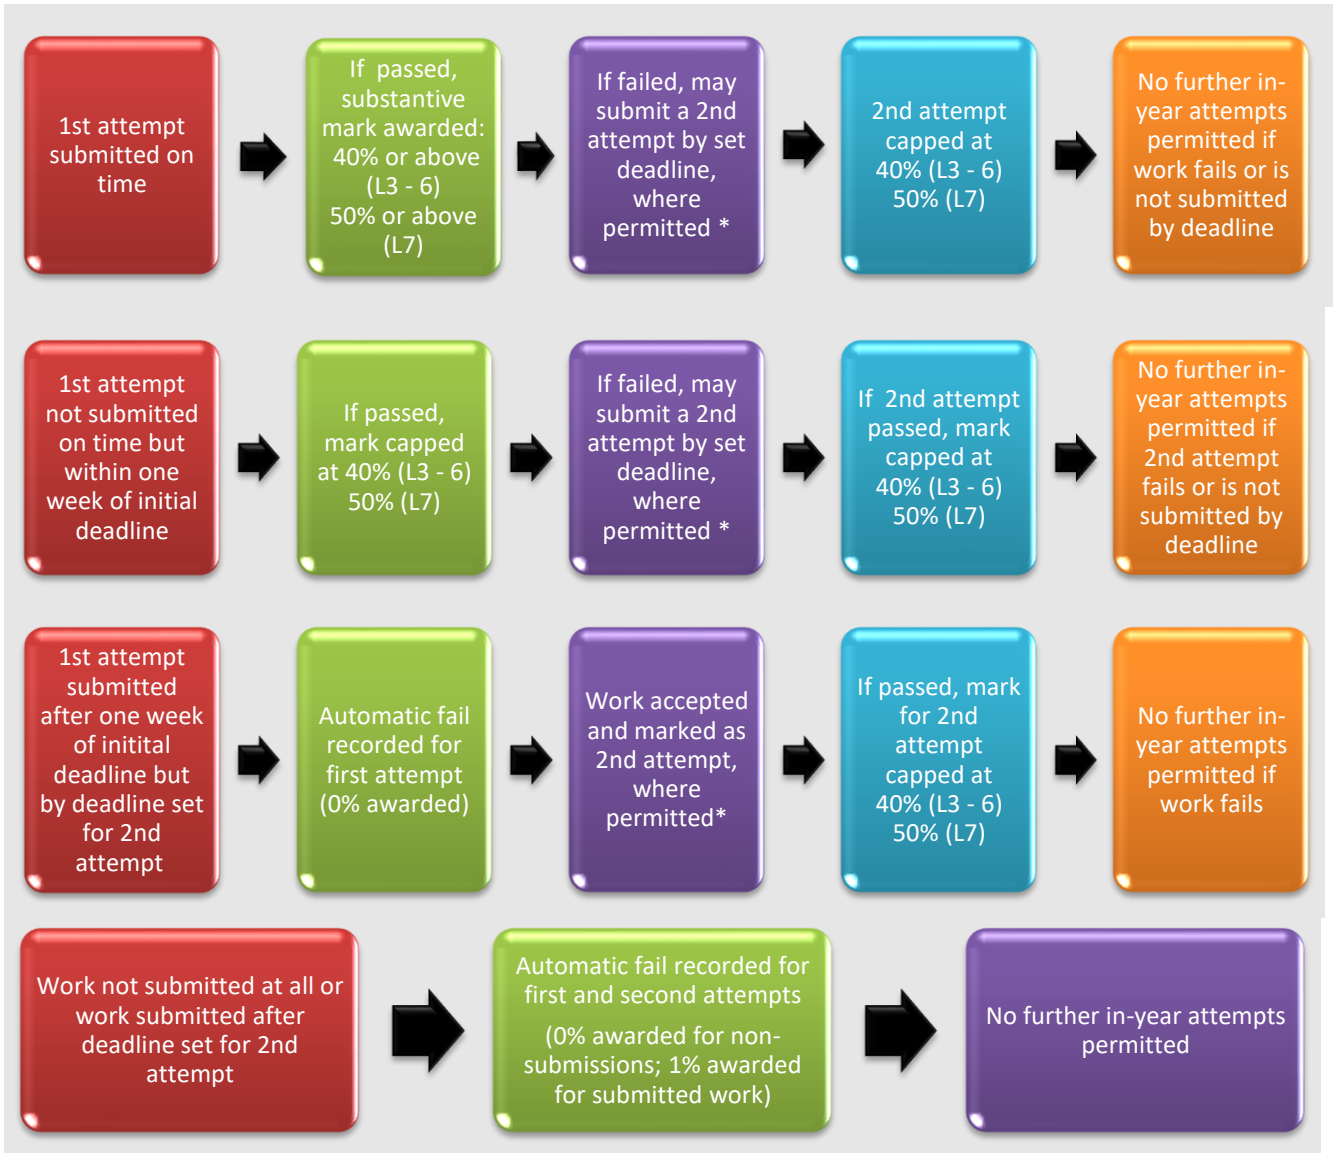 1st attempt
submitted on
time
If  passed,
substantive
mark awarded:
40% or above
(L3 - 6)
50% or above
(L7)
If failed, may
submit a 2nd
attempt by set
deadline,
where
permitted *
2nd attempt
capped at
40% (L3 - 6)
50% (L7)
No further in-
year attempts
permitted if
work fails or is
not submitted
by deadline
1st attempt
not submitted
on time but
within one
week of initial
deadline
If passed,
mark capped
at 40% (L3 - 6)
50% (L7)
If failed, may
submit a 2nd
attempt by set
deadline,
where
permitted *
If  2nd attempt
passed, mark
capped at
40% (L3 - 6)
50% (L7)
No further in-
year attempts
permitted if
2nd attempt
fails or is not
submitted by
deadline
1st attempt
submitted
after one week
of initital
deadline but
by deadline set
for 2nd
attempt
Automatic fail
recorded for
first attempt
(0% awarded)
Work accepted
and marked as
2nd attempt,
where
permitted*
If passed, mark
for 2nd
attempt
capped at
40% (L3 - 6)
50% (L7)
No further in-
year attempts
permitted if
work fails
Work not submitted at all or
work submitted after
deadline set for 2nd
attempt
Automatic fail recorded for
first and second attempts
(0% awarded for non-
submissions; 1% awarded
for submitted work)
No further in-year attempts
permitted